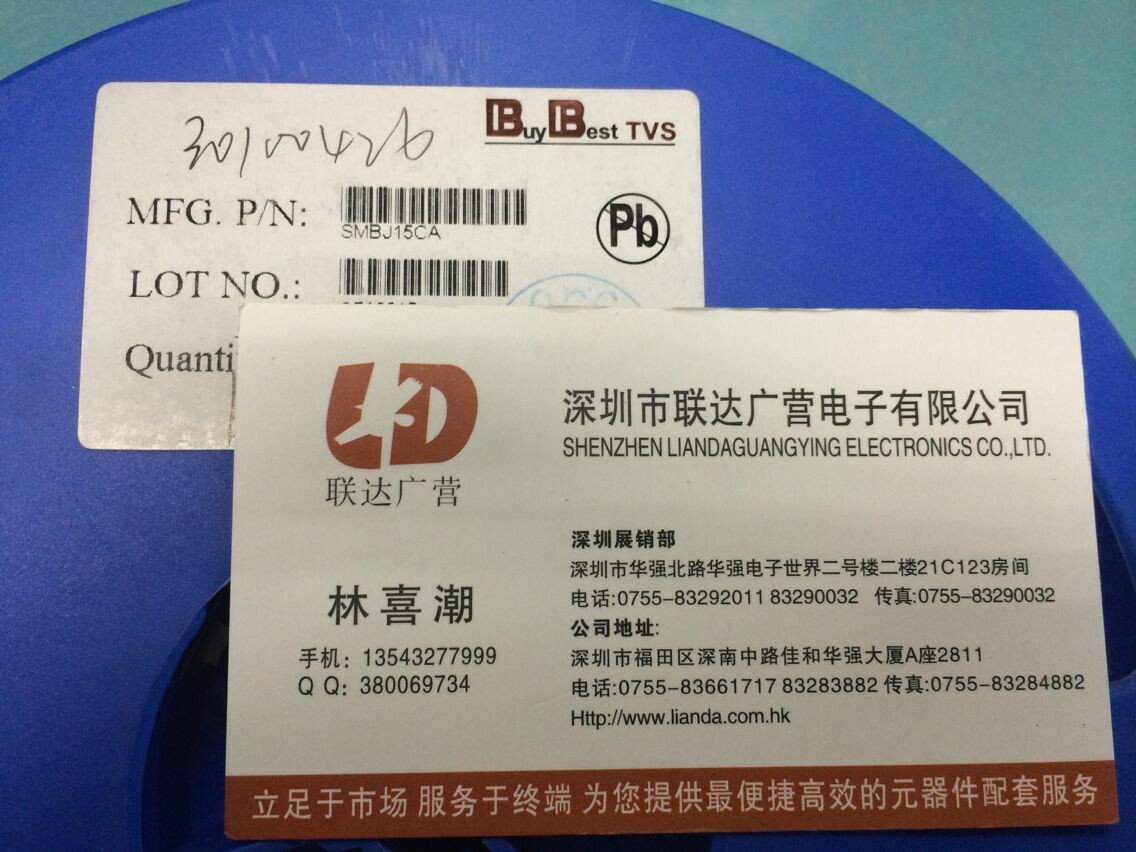 30100426
BuyBest TVS
MFG. P/N:
SMBJ15CA
Pb
LOT NO.:
Quanti
LD
联达广营
深圳市联达广营电子有限公司
SHENZHEN LIANDAGUANGYING ELECTRONICS CO.,LTD.
林喜潮
手机：13543277999
QQ：380069734
深圳展销部
深圳市华强北路华强电子世界二号楼二楼21C123房间
电话:0755-83292011 83290032 传真:0755-83290032
公司地址:
深圳市福田区深南中路佳和华强大厦A座2811
电话:0755-83661717 83283882 传真:0755-83284882
Http://www.lianda.com.hk
立足于市场 服务于终端 为您提供最便捷高效的元器件配套服务